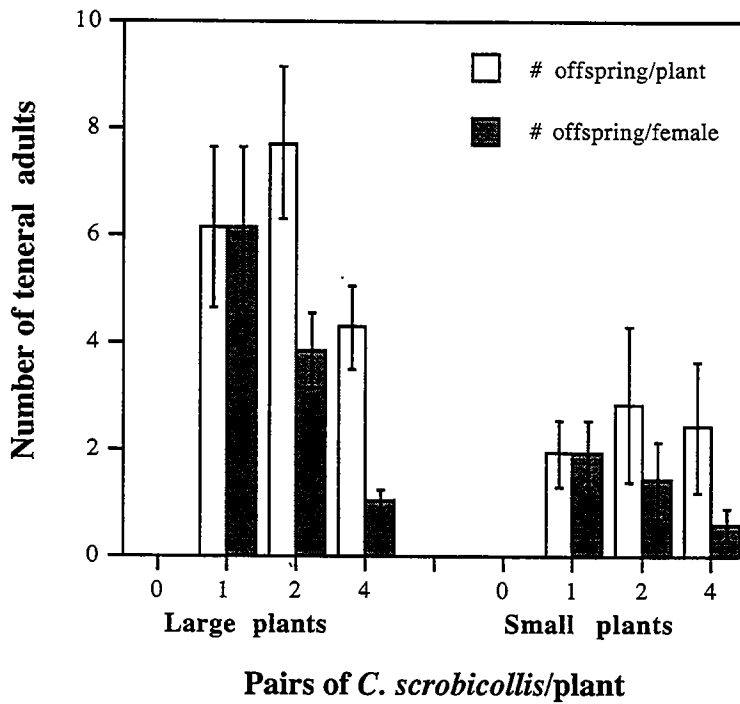 10
# offspring/plant
# offspring/female
8
6
4
2
0
Number of teneral adults
0 1 2 4 0 1 2 4
Large plants Small plants
Pairs of C. scrobicollis/plant